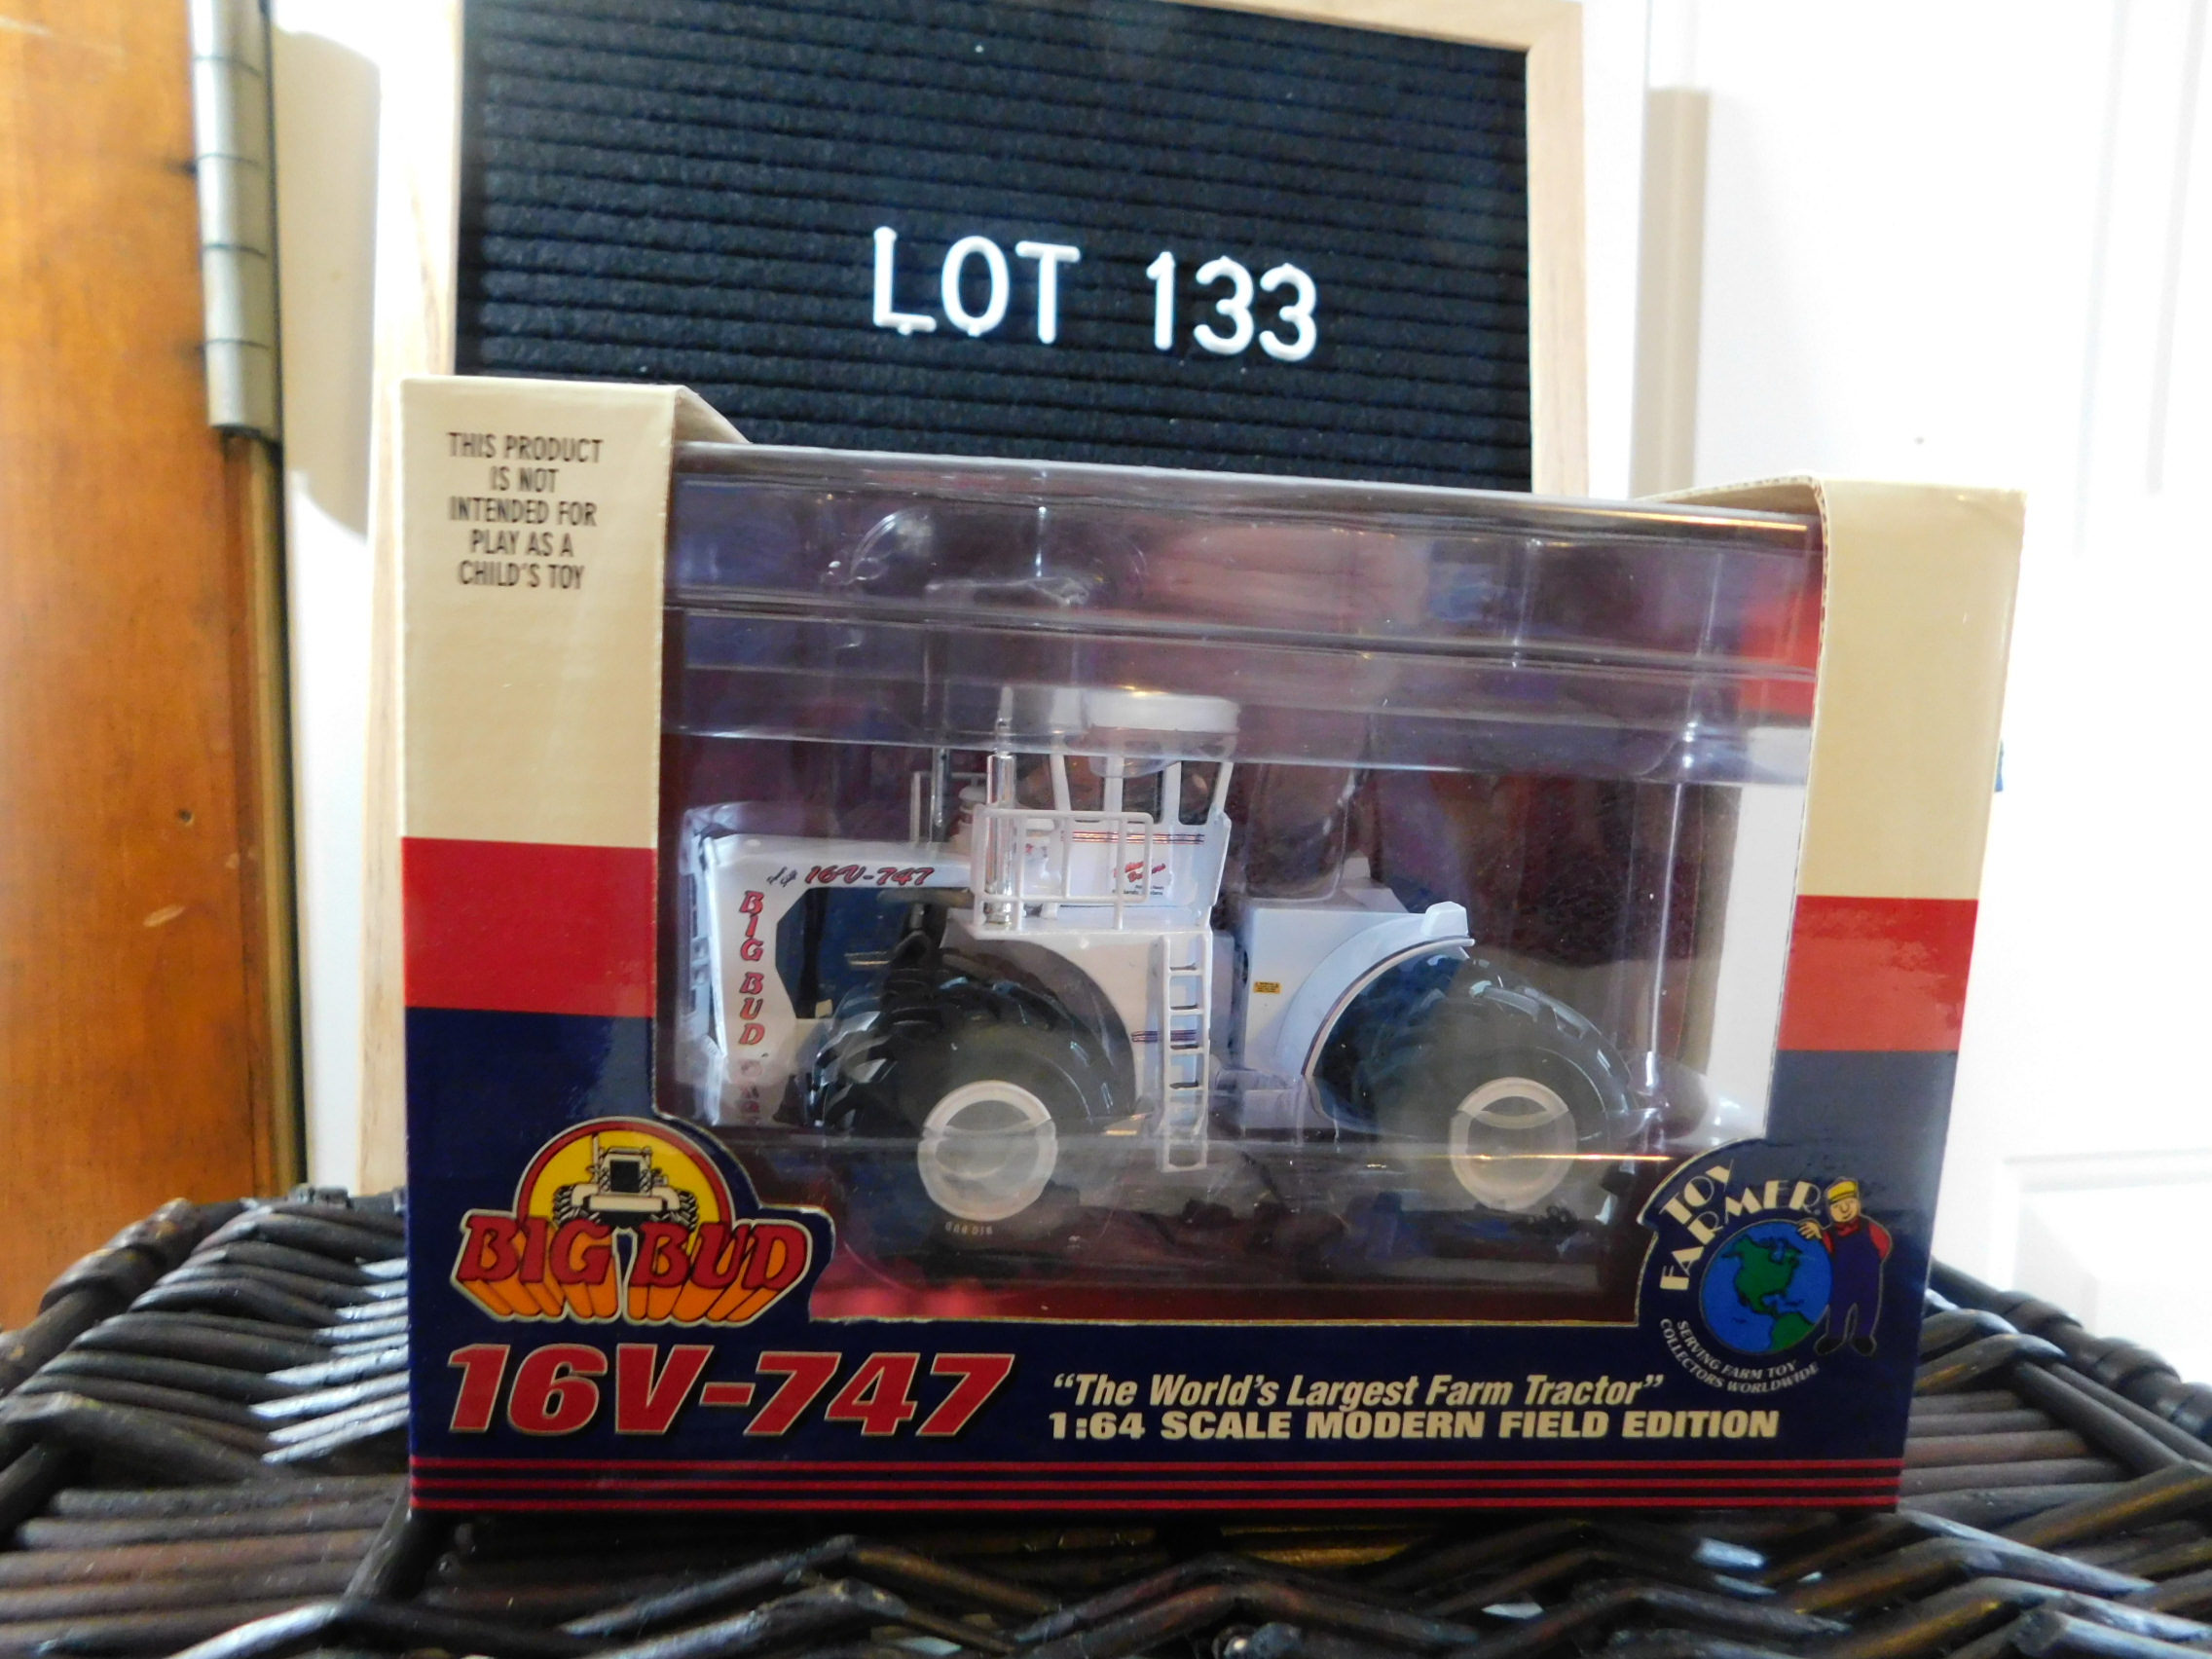 LOT 133
THIS PRODUCT
IS NOT
INTENDED FOR
PLAY AS A
CHILD'S TOY
16V-747
BIG BUD
BIG BUD
16V-747
"The World's Largest Farm Tractor"
1:64 SCALE MODERN FIELD EDITION
TOY
FARMER
SERVING FARM TOY
COLLECTORS WORLDWIDE